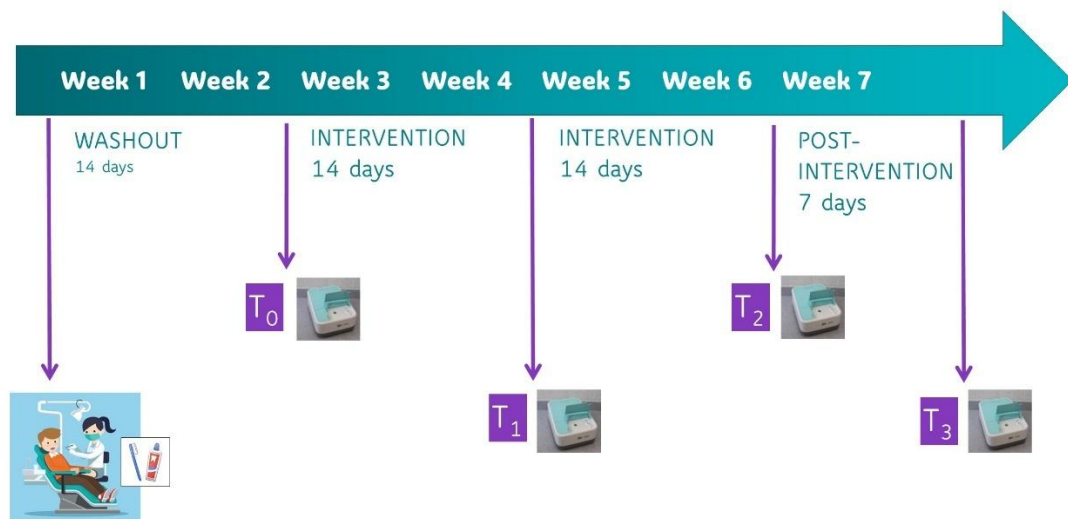 Week 1 Week 2 Week 3 Week 4 Week 5 Week 6 Week 7
WASHOUT
14 days
INTERVENTION
14 days
INTERVENTION
14 days
POST-
INTERVENTION
7 days
T₀
T₂
T₁
T₃